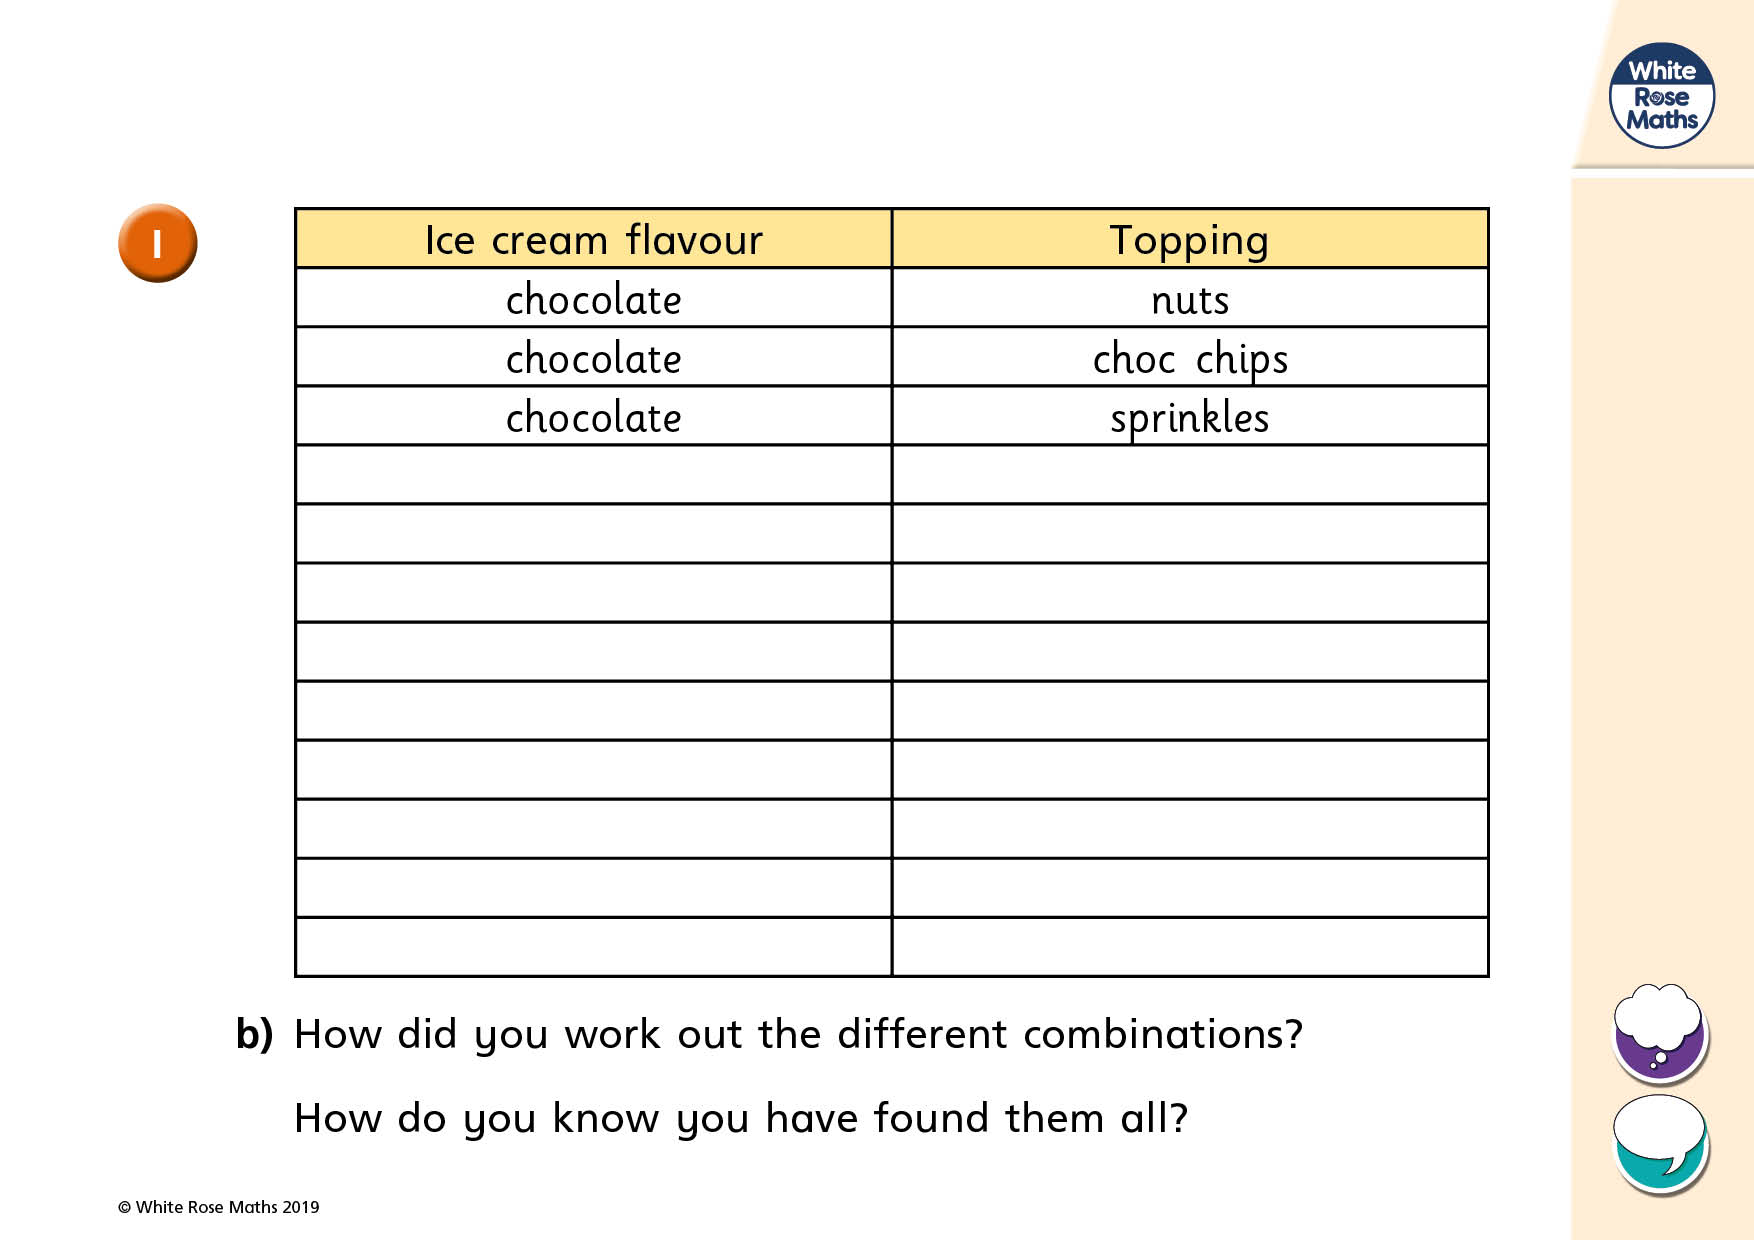 White
Rose
Maths
1
Ice cream flavour Topping
chocolate nuts
chocolate choc chips
chocolate sprinkles
b) How did you work out the different combinations?
How do you know you have found them all?
© White Rose Maths 2019